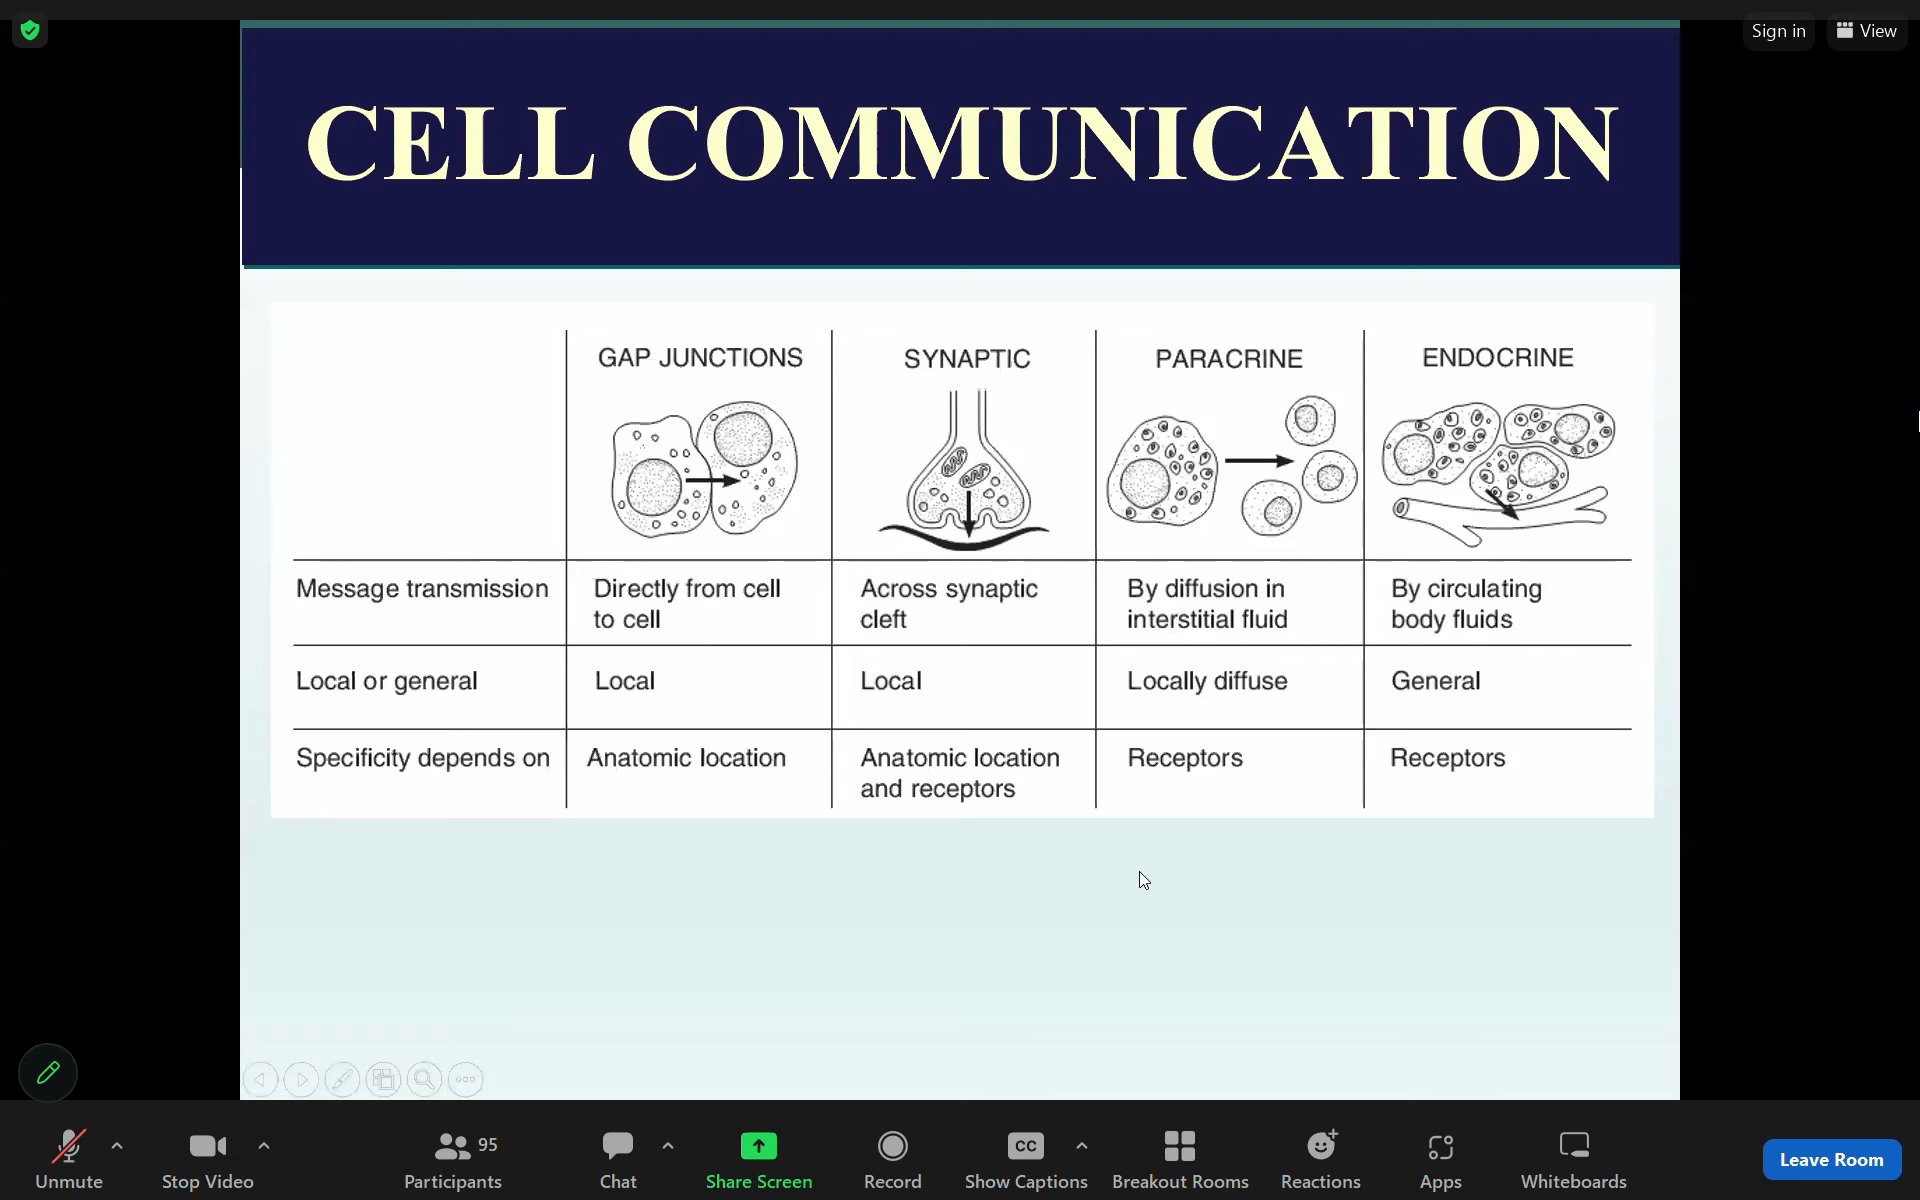 Sign in
View
CELL COMMUNICATION
GAP JUNCTIONS
SYNAPTIC
PARACRINE
ENDOCRINE
Message transmission
Directly from cell
to cell
Across synaptic
cleft
By diffusion in
interstitial fluid
By circulating
body fluids
Local or general
Local
Local
Locally diffuse
General
Specificity depends on
Anatomic location
Anatomic location
and receptors
Receptors
Receptors
Unmute
Stop Video
95
Participants
Chat
Share Screen
Record
CC
Show Captions
Breakout Rooms
Reactions
Apps
Whiteboards
Leave Room